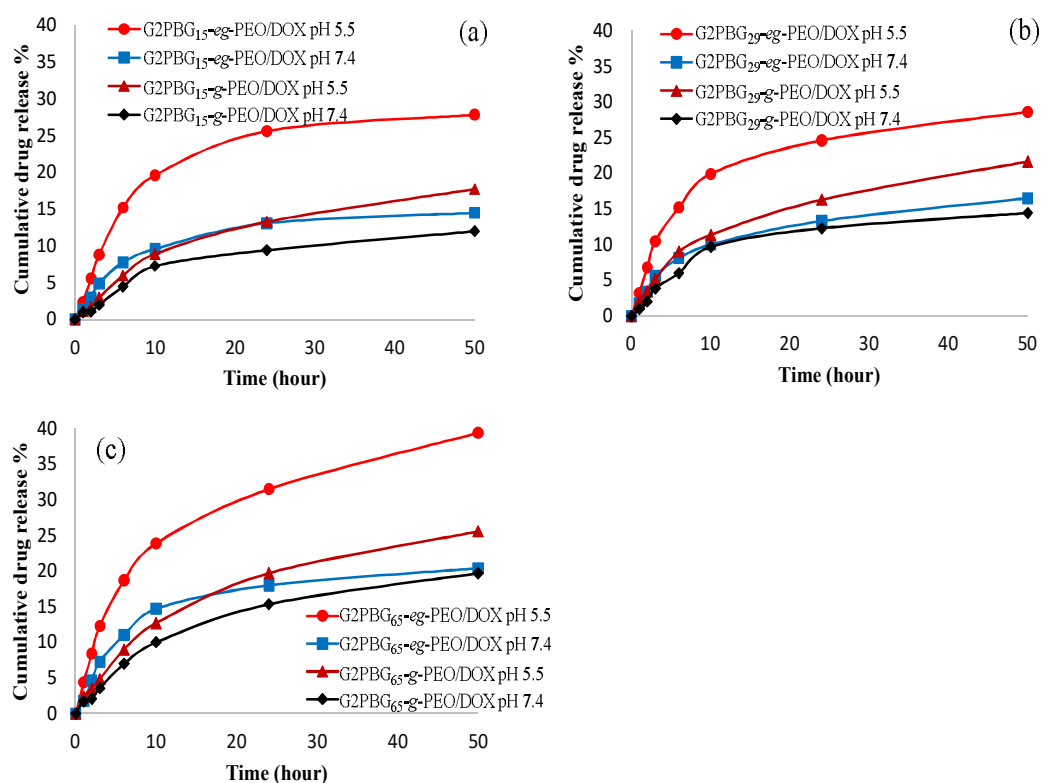 (a)
Cumulative drug release %
40
35
30
25
20
15
10
5
0
G2PBG15-eg-PEO/DOX pH 5.5
G2PBG15-eg-PEO/DOX pH 7.4
G2PBG15-g-PEO/DOX pH 5.5
G2PBG15-g-PEO/DOX pH 7.4
0 10 20 30 40 50
Time (hour)
(b)
Cumulative drug release %
40
35
30
25
20
15
10
5
0
G2PBG29-eg-PEO/DOX pH 5.5
G2PBG29-eg-PEO/DOX pH 7.4
G2PBG29-g-PEO/DOX pH 5.5
G2PBG29-g-PEO/DOX pH 7.4
0 10 20 30 40 50
Time (hour)
(c)
Cumulative drug release %
40
35
30
25
20
15
10
5
0
G2PBG65-eg-PEO/DOX pH 5.5
G2PBG65-eg-PEO/DOX pH 7.4
G2PBG65-g-PEO/DOX pH 5.5
G2PBG65-g-PEO/DOX pH 7.4
0 10 20 30 40 50
Time (hour)